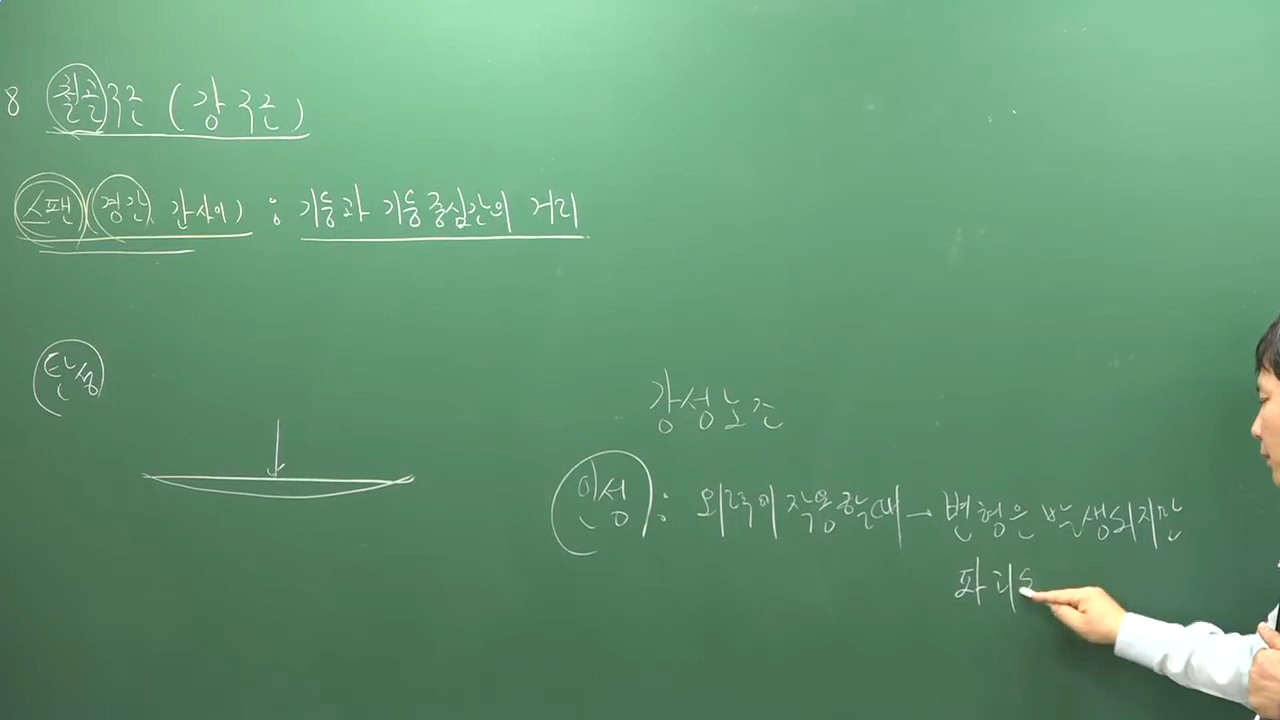 8 철골구조 (강구조)
스팬(경간, 간사이) : 기둥과 기둥중심간의 거리
탄성
강성노조
인성 : 외력이 작용할때 → 변형은 발생되지만
파괴